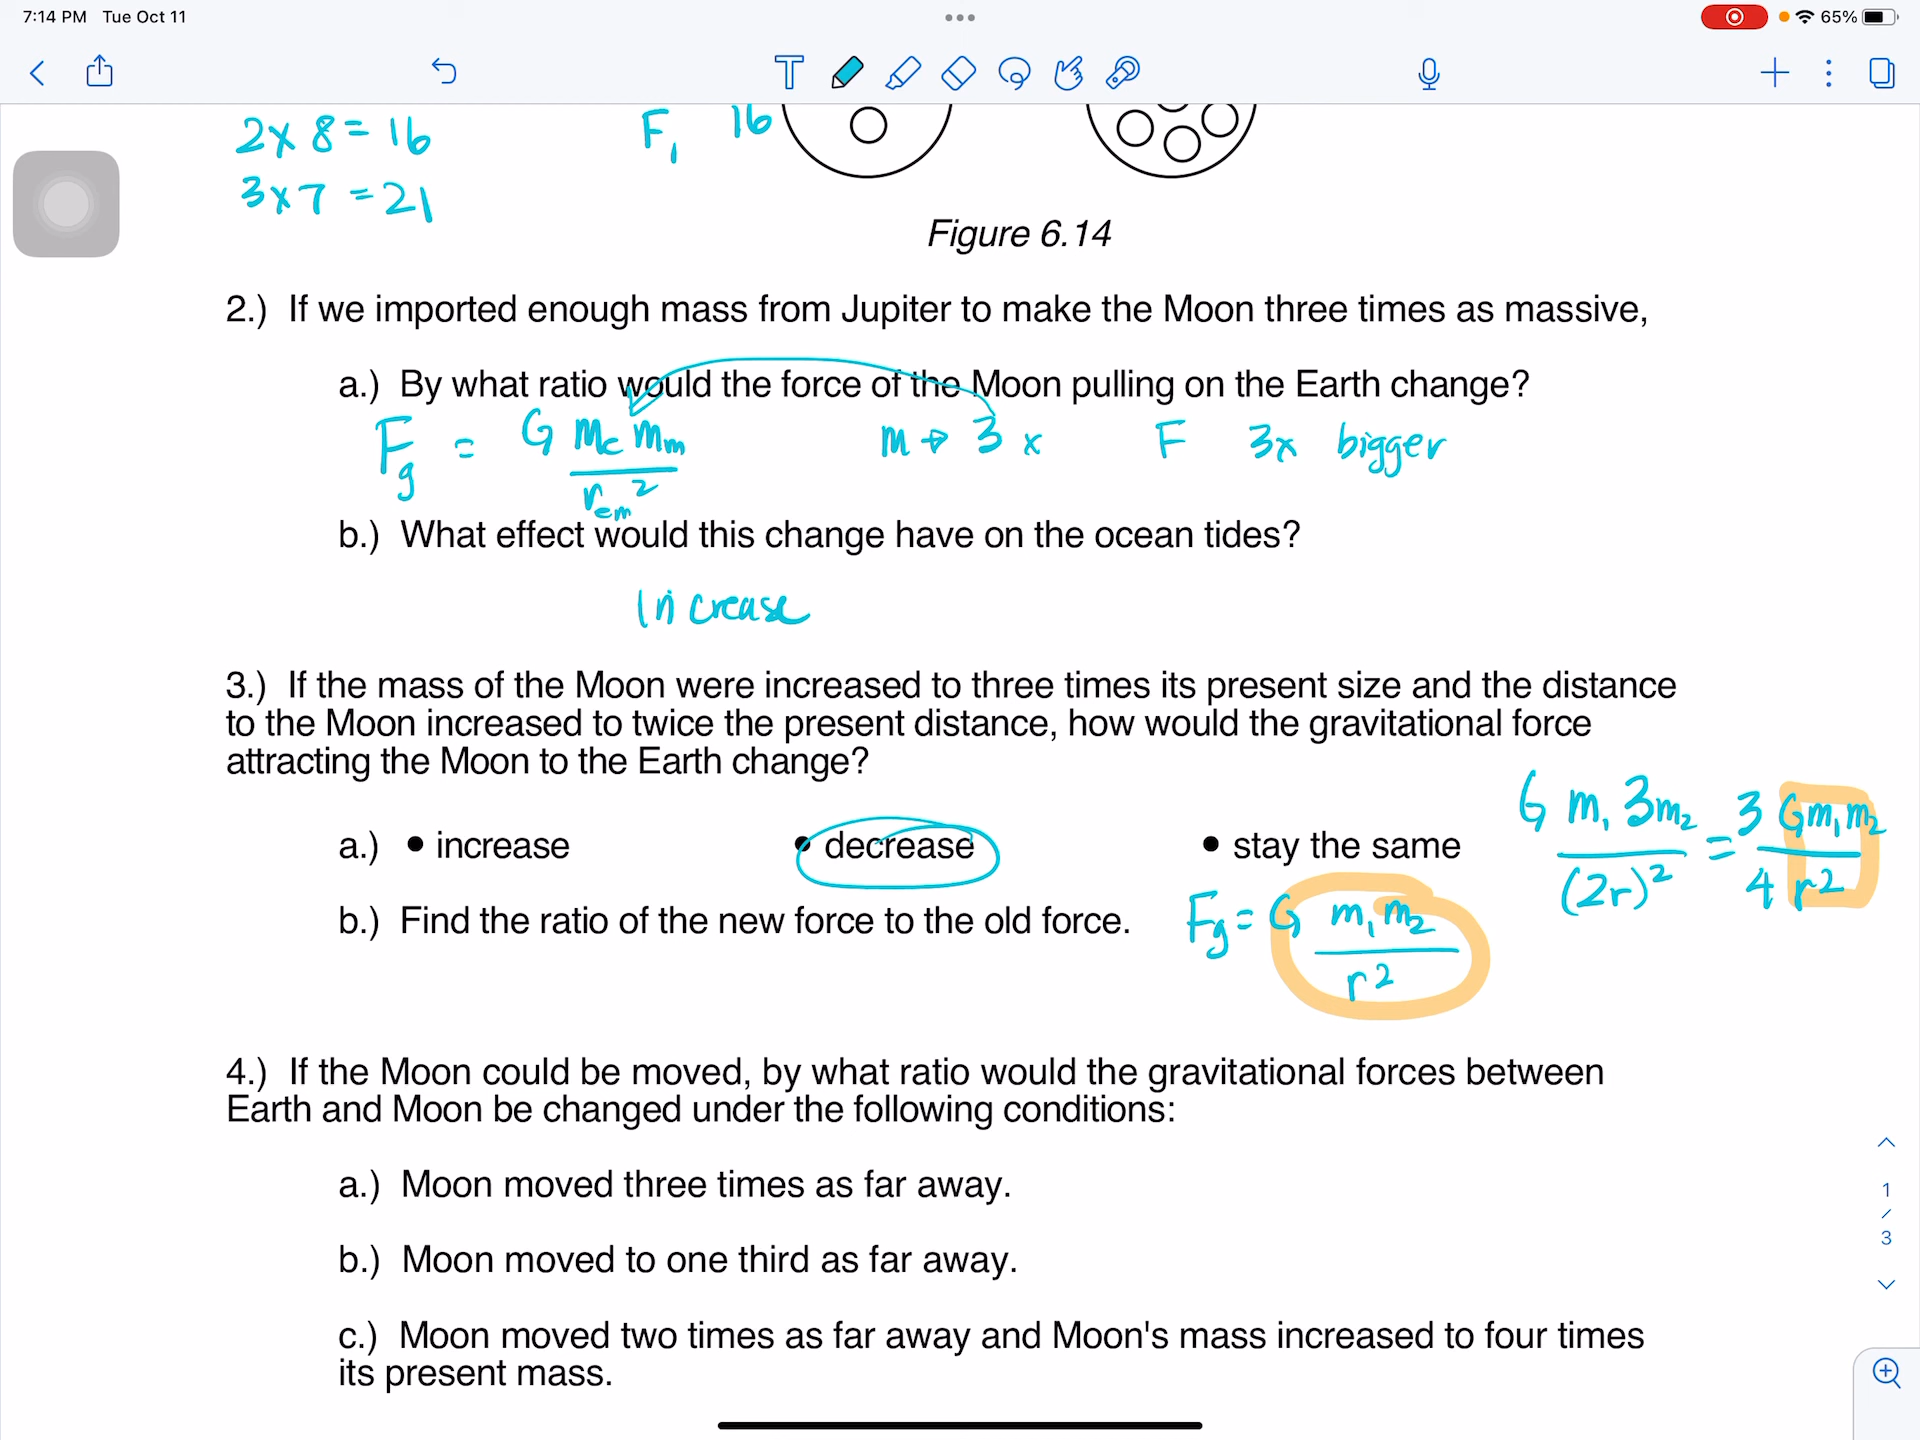 7:14 PM Tue Oct 11
65%
2 x 8 = 16
F1 16
3 x 7 = 21
Figure 6.14
2.) If we imported enough mass from Jupiter to make the Moon three times as massive,
a.) By what ratio would the force of the Moon pulling on the Earth change?
Fg = G me mm / rem² m → 3 x F 3x bigger
b.) What effect would this change have on the ocean tides?
Increase
3.) If the mass of the Moon were increased to three times its present size and the distance
to the Moon increased to twice the present distance, how would the gravitational force
attracting the Moon to the Earth change?
G m1 3m2 / (2r)² = 3 G m1 m2 / 4 r²
a.) • increase • decrease • stay the same
b.) Find the ratio of the new force to the old force.
Fg = G m1 m2 / r²
4.) If the Moon could be moved, by what ratio would the gravitational forces between
Earth and Moon be changed under the following conditions:
a.) Moon moved three times as far away.
b.) Moon moved to one third as far away.
c.) Moon moved two times as far away and Moon's mass increased to four times
its present mass.
1
/
3